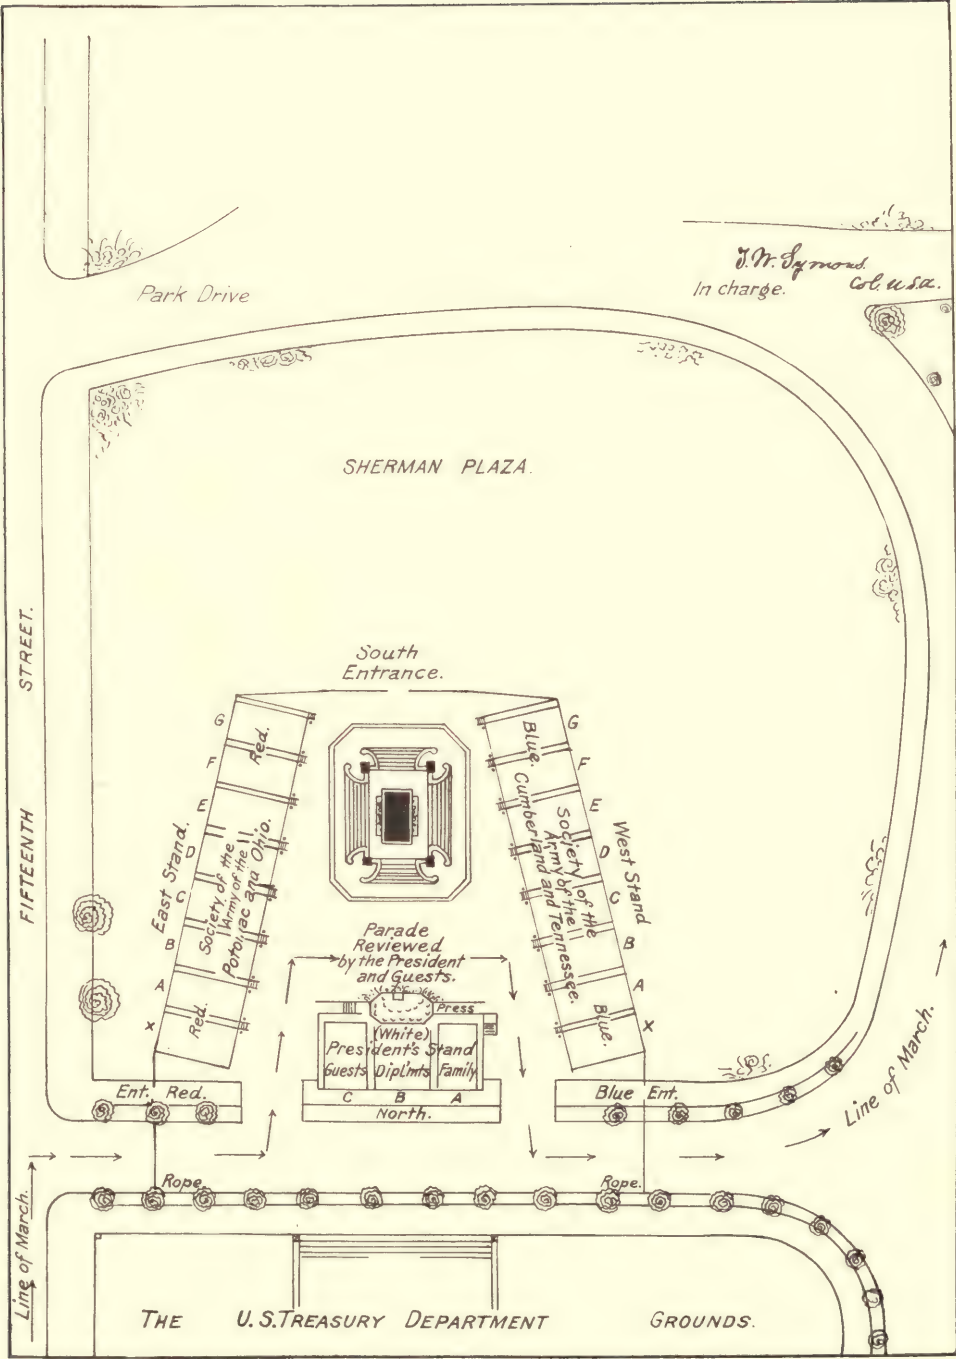 J.W. Symons.
Col. U.S.A.
In charge.
Park Drive
SHERMAN PLAZA.
FIFTEENTH STREET.
South
Entrance.
G
F
E
D
C
B
A
X
Red.
East Stand.
Society of the
Army of the
Potomac and Ohio.
Red.
G
F
E
D
C
B
A
X
Blue.
West Stand
Society of the
Army of the
Cumberland and Tennessee.
Blue.
Parade
Reviewed
by the President
and Guests.
Press
(White)
President's Stand
Guests Diplmts Family
C B A
North.
Ent. Red.
Blue Ent.
Line of March.
Rope.
Rope.
Line of March.
THE U.S. TREASURY DEPARTMENT GROUNDS.